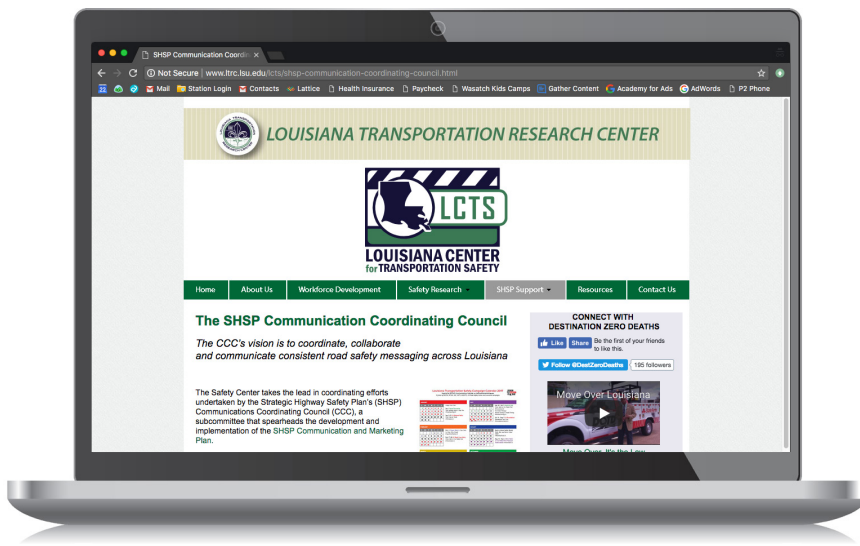 SHSP Communication Coordin
Not Secure | www.ltrc.lsu.edu/lcts/shsp-communication-coordinating-council.html
22 Mail Station Login Contacts Lattice Health Insurance Paycheck Wasatch Kids Camps Gather Content Academy for Ads AdWords P2 Phone
LOUISIANA TRANSPORTATION RESEARCH CENTER
LCTS
LOUISIANA CENTER
for TRANSPORTATION SAFETY
Home About Us Workforce Development Safety Research SHSP Support Resources Contact Us
The SHSP Communication Coordinating Council
The CCC's vision is to coordinate, collaborate
and communicate consistent road safety messaging across Louisiana
The Safety Center takes the lead in coordinating efforts
undertaken by the Strategic Highway Safety Plan's (SHSP)
Communications Coordinating Council (CCC), a
subcommittee that spearheads the development and
implementation of the SHSP Communication and Marketing
Plan.
CONNECT WITH
DESTINATION ZERO DEATHS
Like Share Be the first of your friends
to like this.
Follow @DestZeroDeaths 195 followers
Move Over Louisiana
Move Over. It's the Law